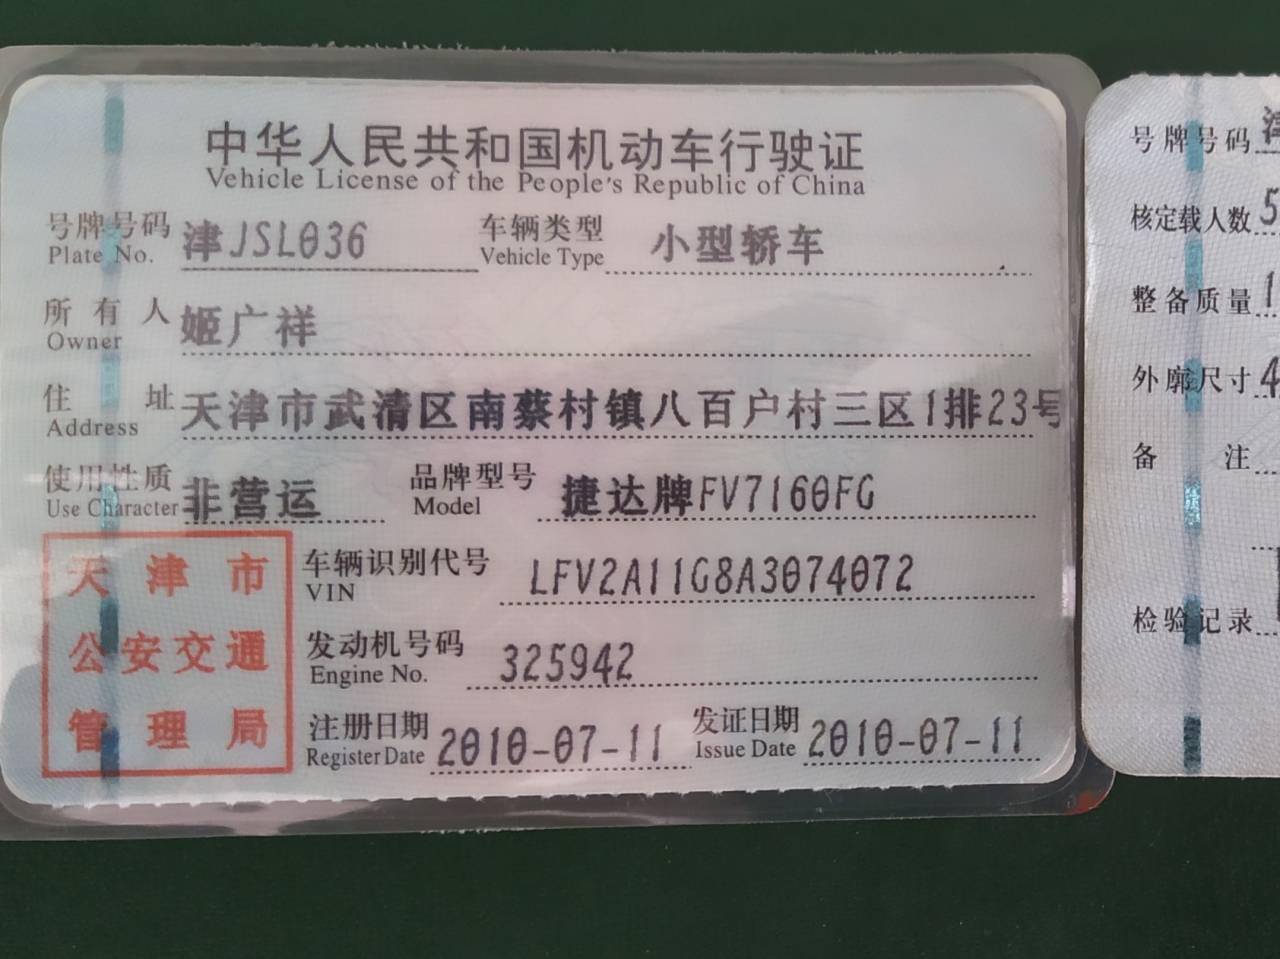 中华人民共和国机动车行驶证
Vehicle License of the People's Republic of China
号牌号码 津JSL036 车辆类型 小型轿车
Plate No. Vehicle Type
所有人 姬广祥
Owner
住址 天津市武清区南蔡村镇八百户村三区1排23号
Address
使用性质 非营运 品牌型号 捷达牌FV7160FG
Use Character Model
车辆识别代号 LFV2A11G8A3074072
VIN
发动机号码 325942
Engine No.
注册日期 2010-07-11 发证日期 2010-07-11
Register Date Issue Date
天津市
公安交通
管理局
号牌号码
核定载人数 5
整备质量 1
外廓尺寸 4
备注
检验记录